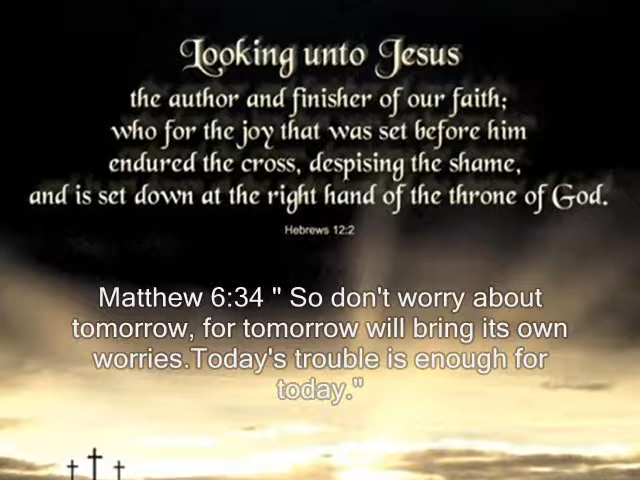 Looking unto Jesus
the author and finisher of our faith;
who for the joy that was set before him
endured the cross, despising the shame,
and is set down at the right hand of the throne of God.
Hebrews 12:2
Matthew 6:34 " So don't worry about
tomorrow, for tomorrow will bring its own
worries.Today's trouble is enough for
today."